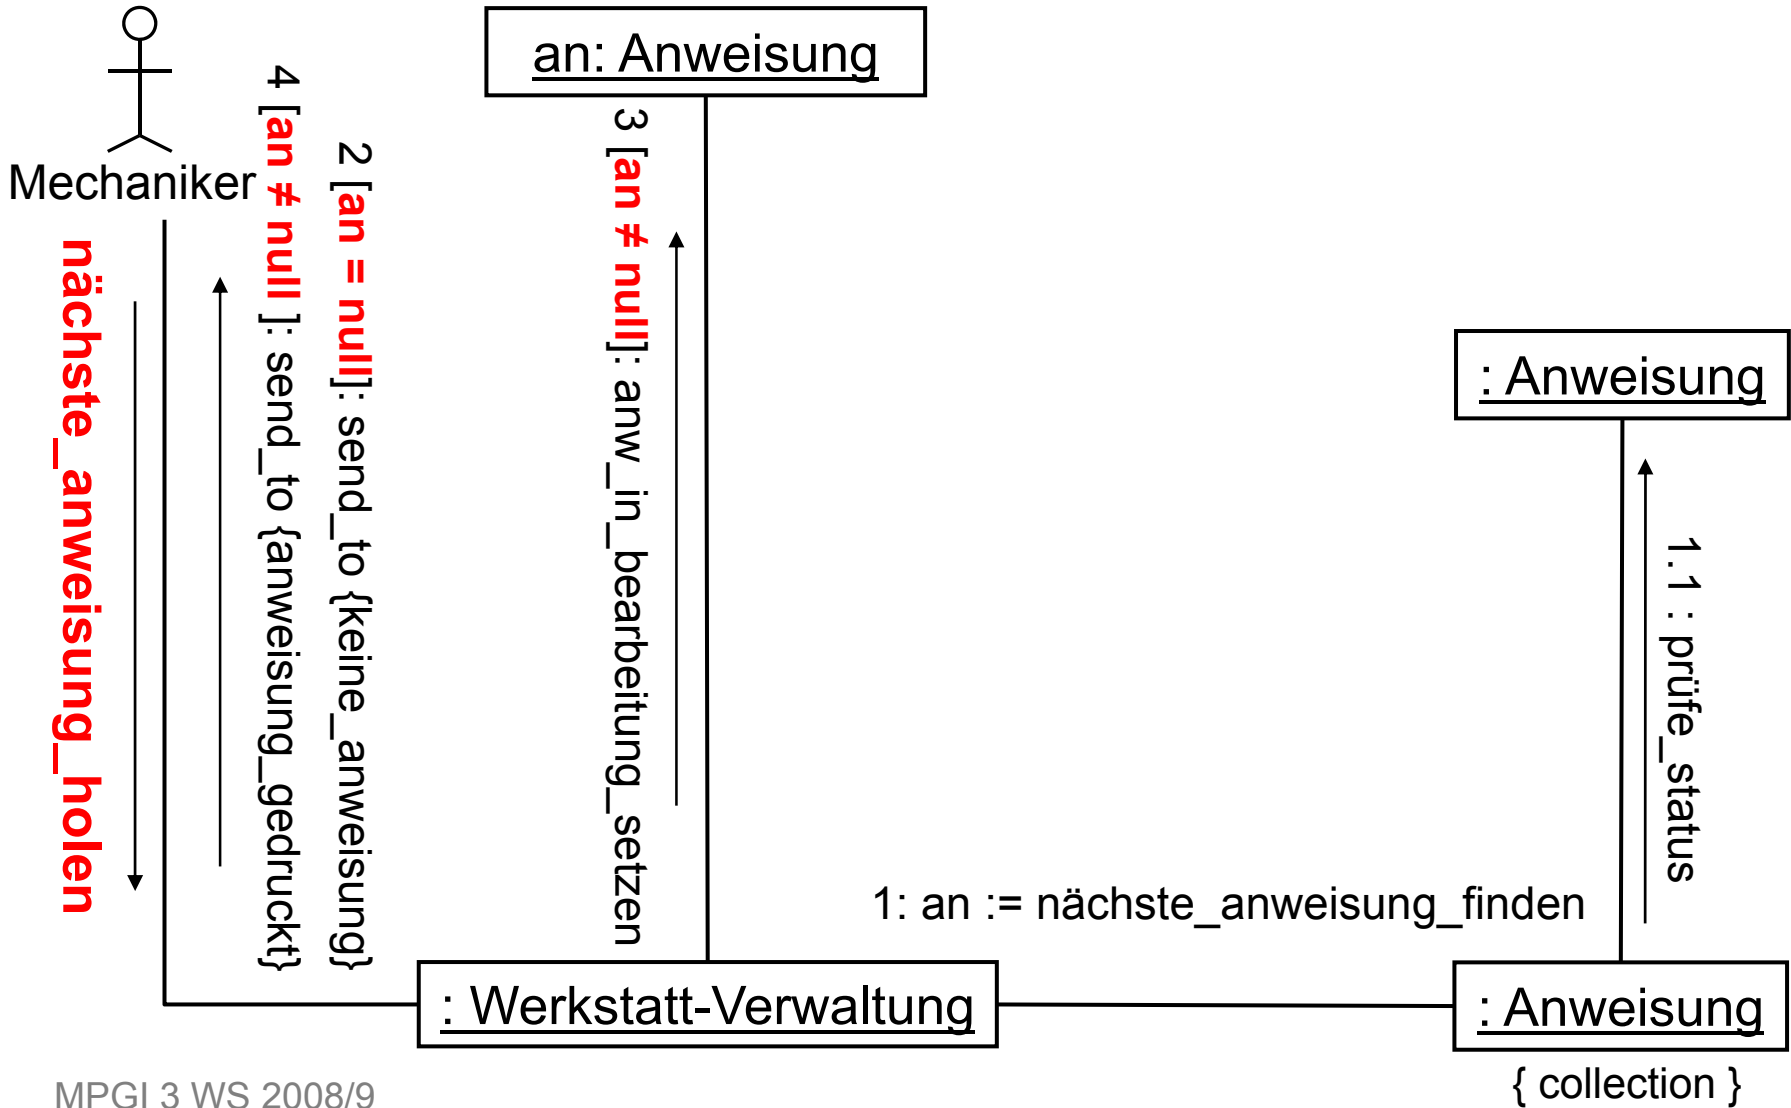 an: Anweisung
Mechaniker
nächste_anweisung_holen
4 [an ≠ null ]: send_to {anweisung_gedruckt}
2 [an = null]: send_to {keine_anweisung}
3 [an ≠ null]: anw_in_bearbeitung_setzen
: Anweisung
1.1 : prüfe_status
1: an := nächste_anweisung_finden
: Werkstatt-Verwaltung
: Anweisung
{ collection }
MPGI 3 WS 2008/9